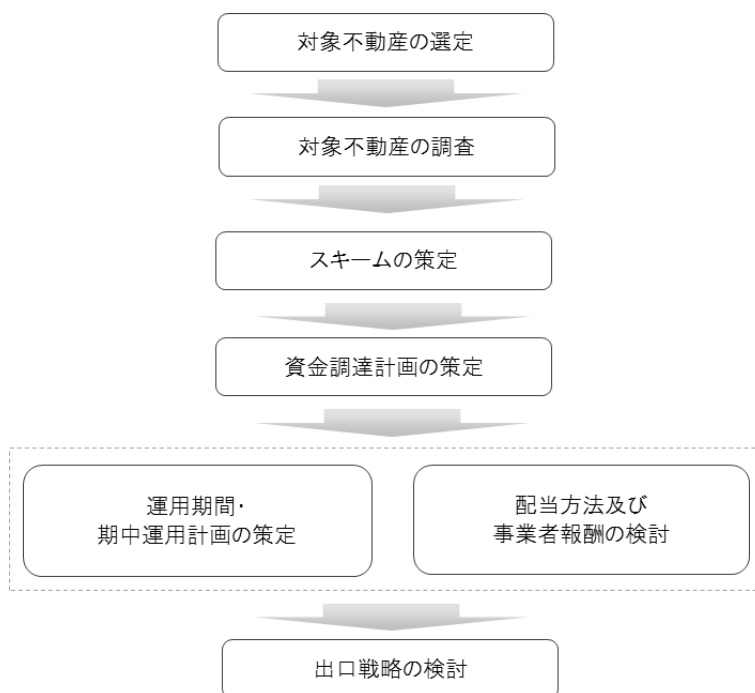 対象不動産の選定
対象不動産の調査
スキームの策定
資金調達計画の策定
運用期間・
期中運用計画の策定
配当方法及び
事業者報酬の検討
出口戦略の検討